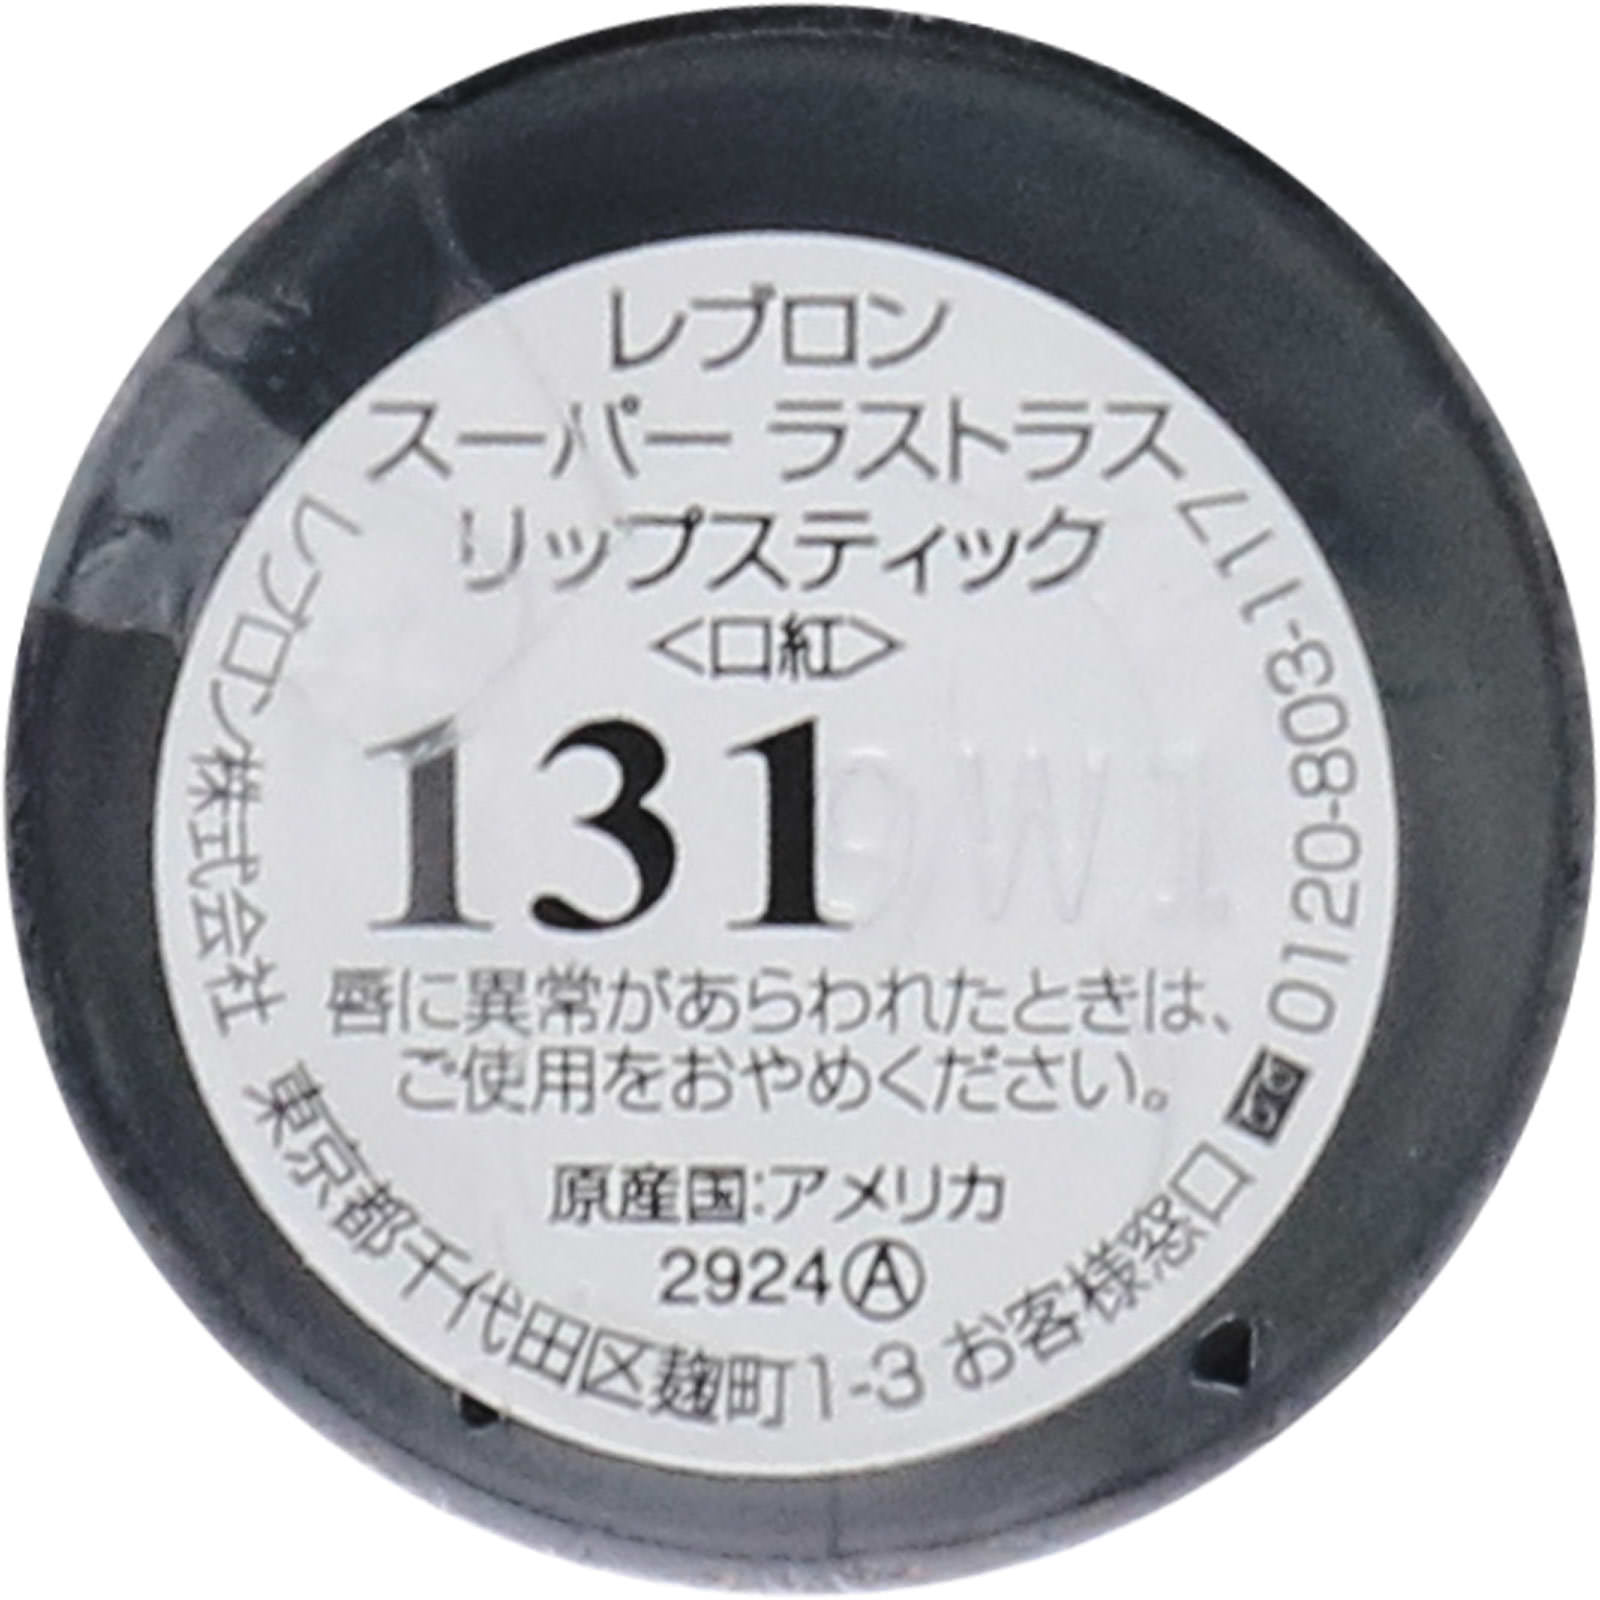 レブロン
スーパー ラストラス
リップスティック
<口紅>
131
唇に異常があらわれたときは、
ご使用をおやめください。
原産国:アメリカ
2924Ⓐ
レブロン株式会社 東京都千代田区麹町1-3 お客様窓口 0120-803-117